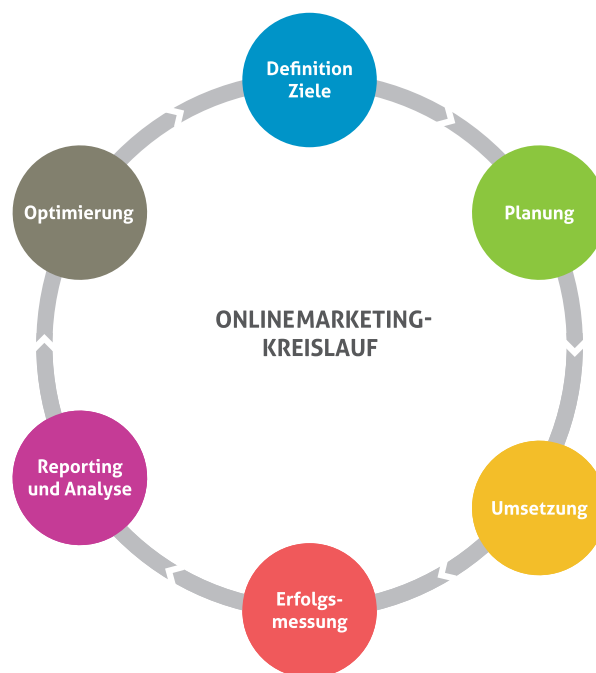 Definition
Ziele
Optimierung
Planung
ONLINEMARKETING-
KREISLAUF
Reporting
und Analyse
Umsetzung
Erfolgs-
messung